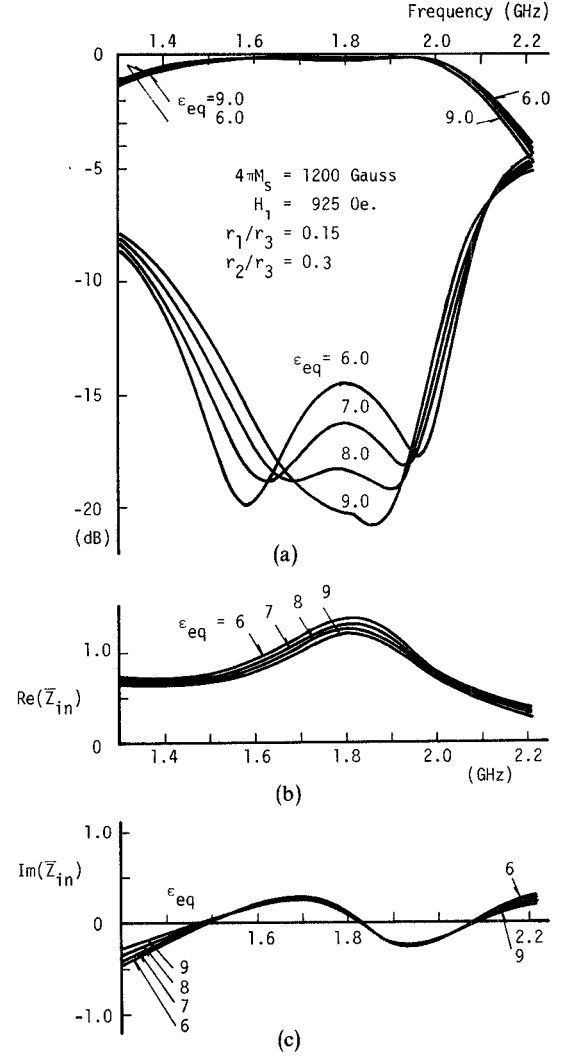 Frequency (GHz)
1.4 1.6 1.8 2.0 2.2
0
-5
-10
-15
-20
(dB)
εeq =9.0
6.0
6.0
9.0
4πMs = 1200 Gauss
H1 = 925 Oe.
r1/r3 = 0.15
r2/r3 = 0.3
εeq= 6.0
7.0
8.0
9.0
(a)
εeq = 6 7 8 9
1.0
Re(Z̅in)
0
1.4 1.6 1.8 2.0 2.2
(GHz)
(b)
1.0
Im(Z̅in)
εeq
6
0
1.6 1.8 2.2
9
9
8
7
6
-1.0
(c)